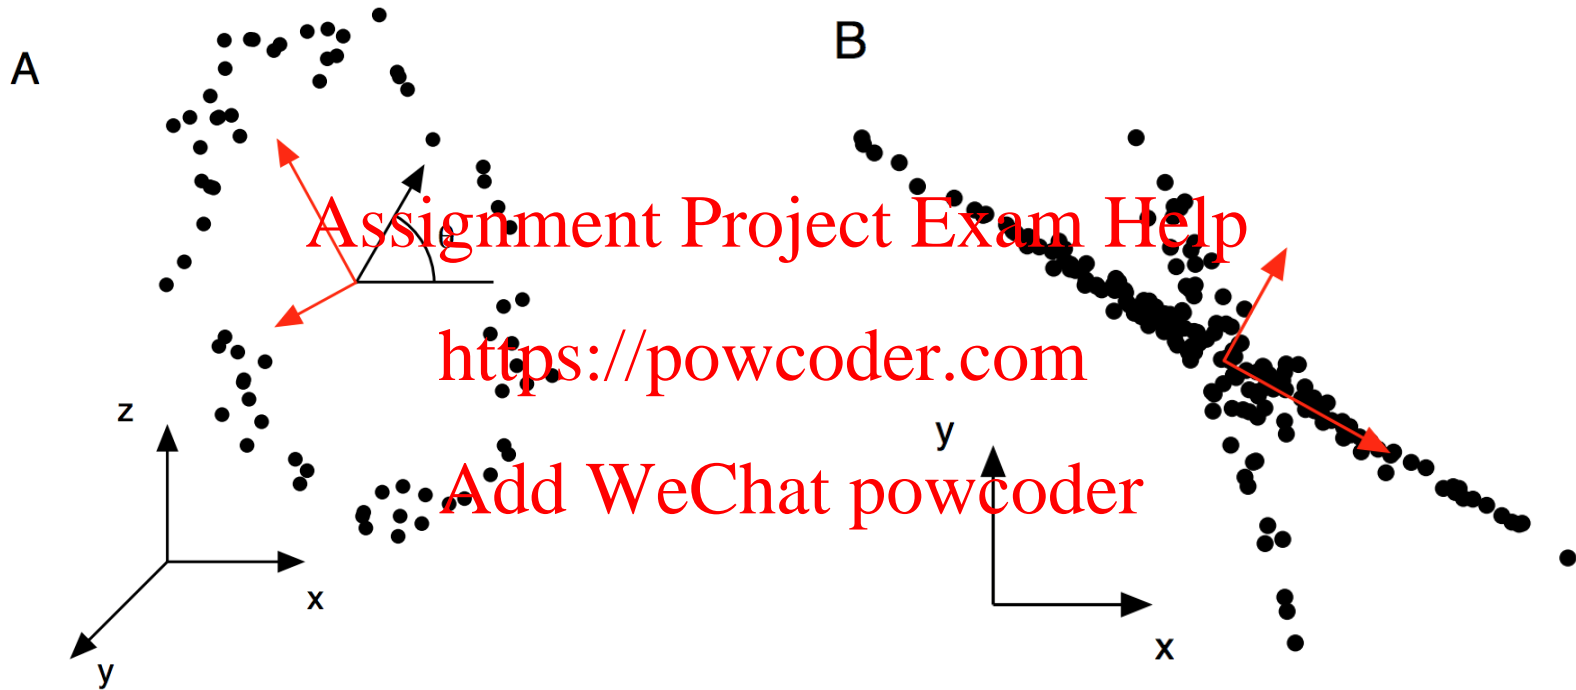 A
B
θ
Assignment Project Exam Help
https://powcoder.com
z
y
Add WeChat powcoder
x
y
x